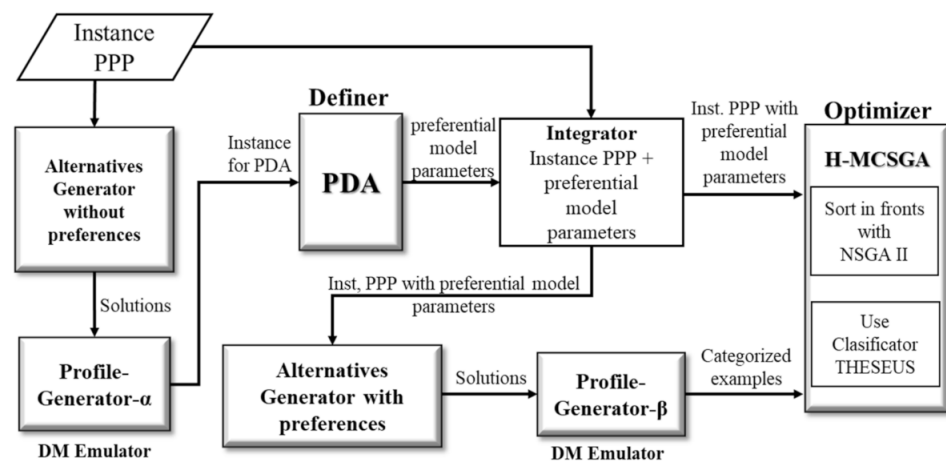 Instance
PPP
Alternatives
Generator
without
preferences
Solutions
Profile-
Generator-α
DM Emulator
Instance
for PDA
Definer
PDA
preferential
model
parameters
Integrator
Instance PPP +
preferential
model
parameters
Inst. PPP with
preferential
model
parameters
Inst, PPP with preferential model
parameters
Alternatives
Generator with
preferences
Solutions
Profile-
Generator-β
DM Emulator
Categorized
examples
Optimizer
H-MCSGA
Sort in fronts
with
NSGA II
Use
Clasificator
THESEUS